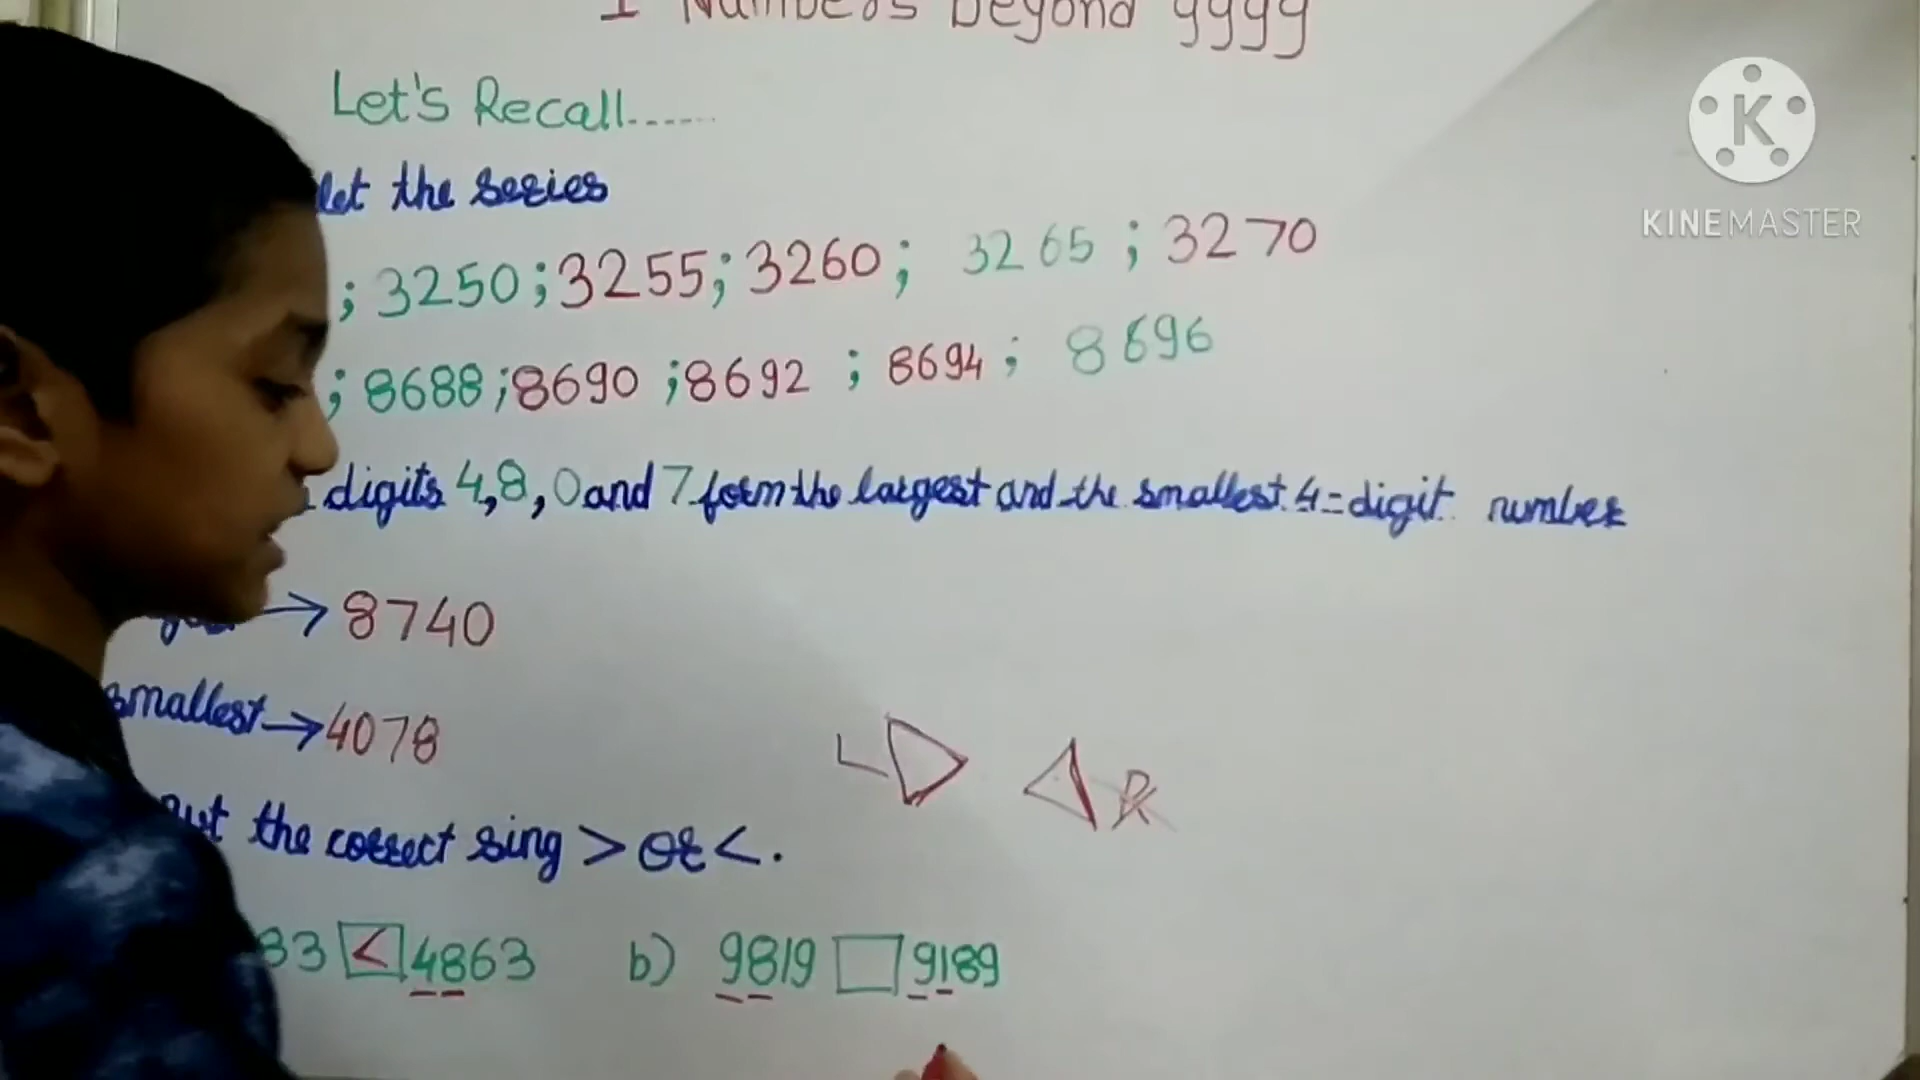 I Numbers beyond 9999
Let's Recall......
let the series
; 3250 ; 3255 ; 3260 ; 3265 ; 3270
; 8688 ; 8690 ; 8692 ; 8694 ; 8696
digits 4, 8, 0 and 7 form the largest and the smallest 4=digit number
→ 8740
smallest → 4078
Put the correct sing > or < .
33 < 4863 b) 9819 □ 9189
K
KINEMASTER